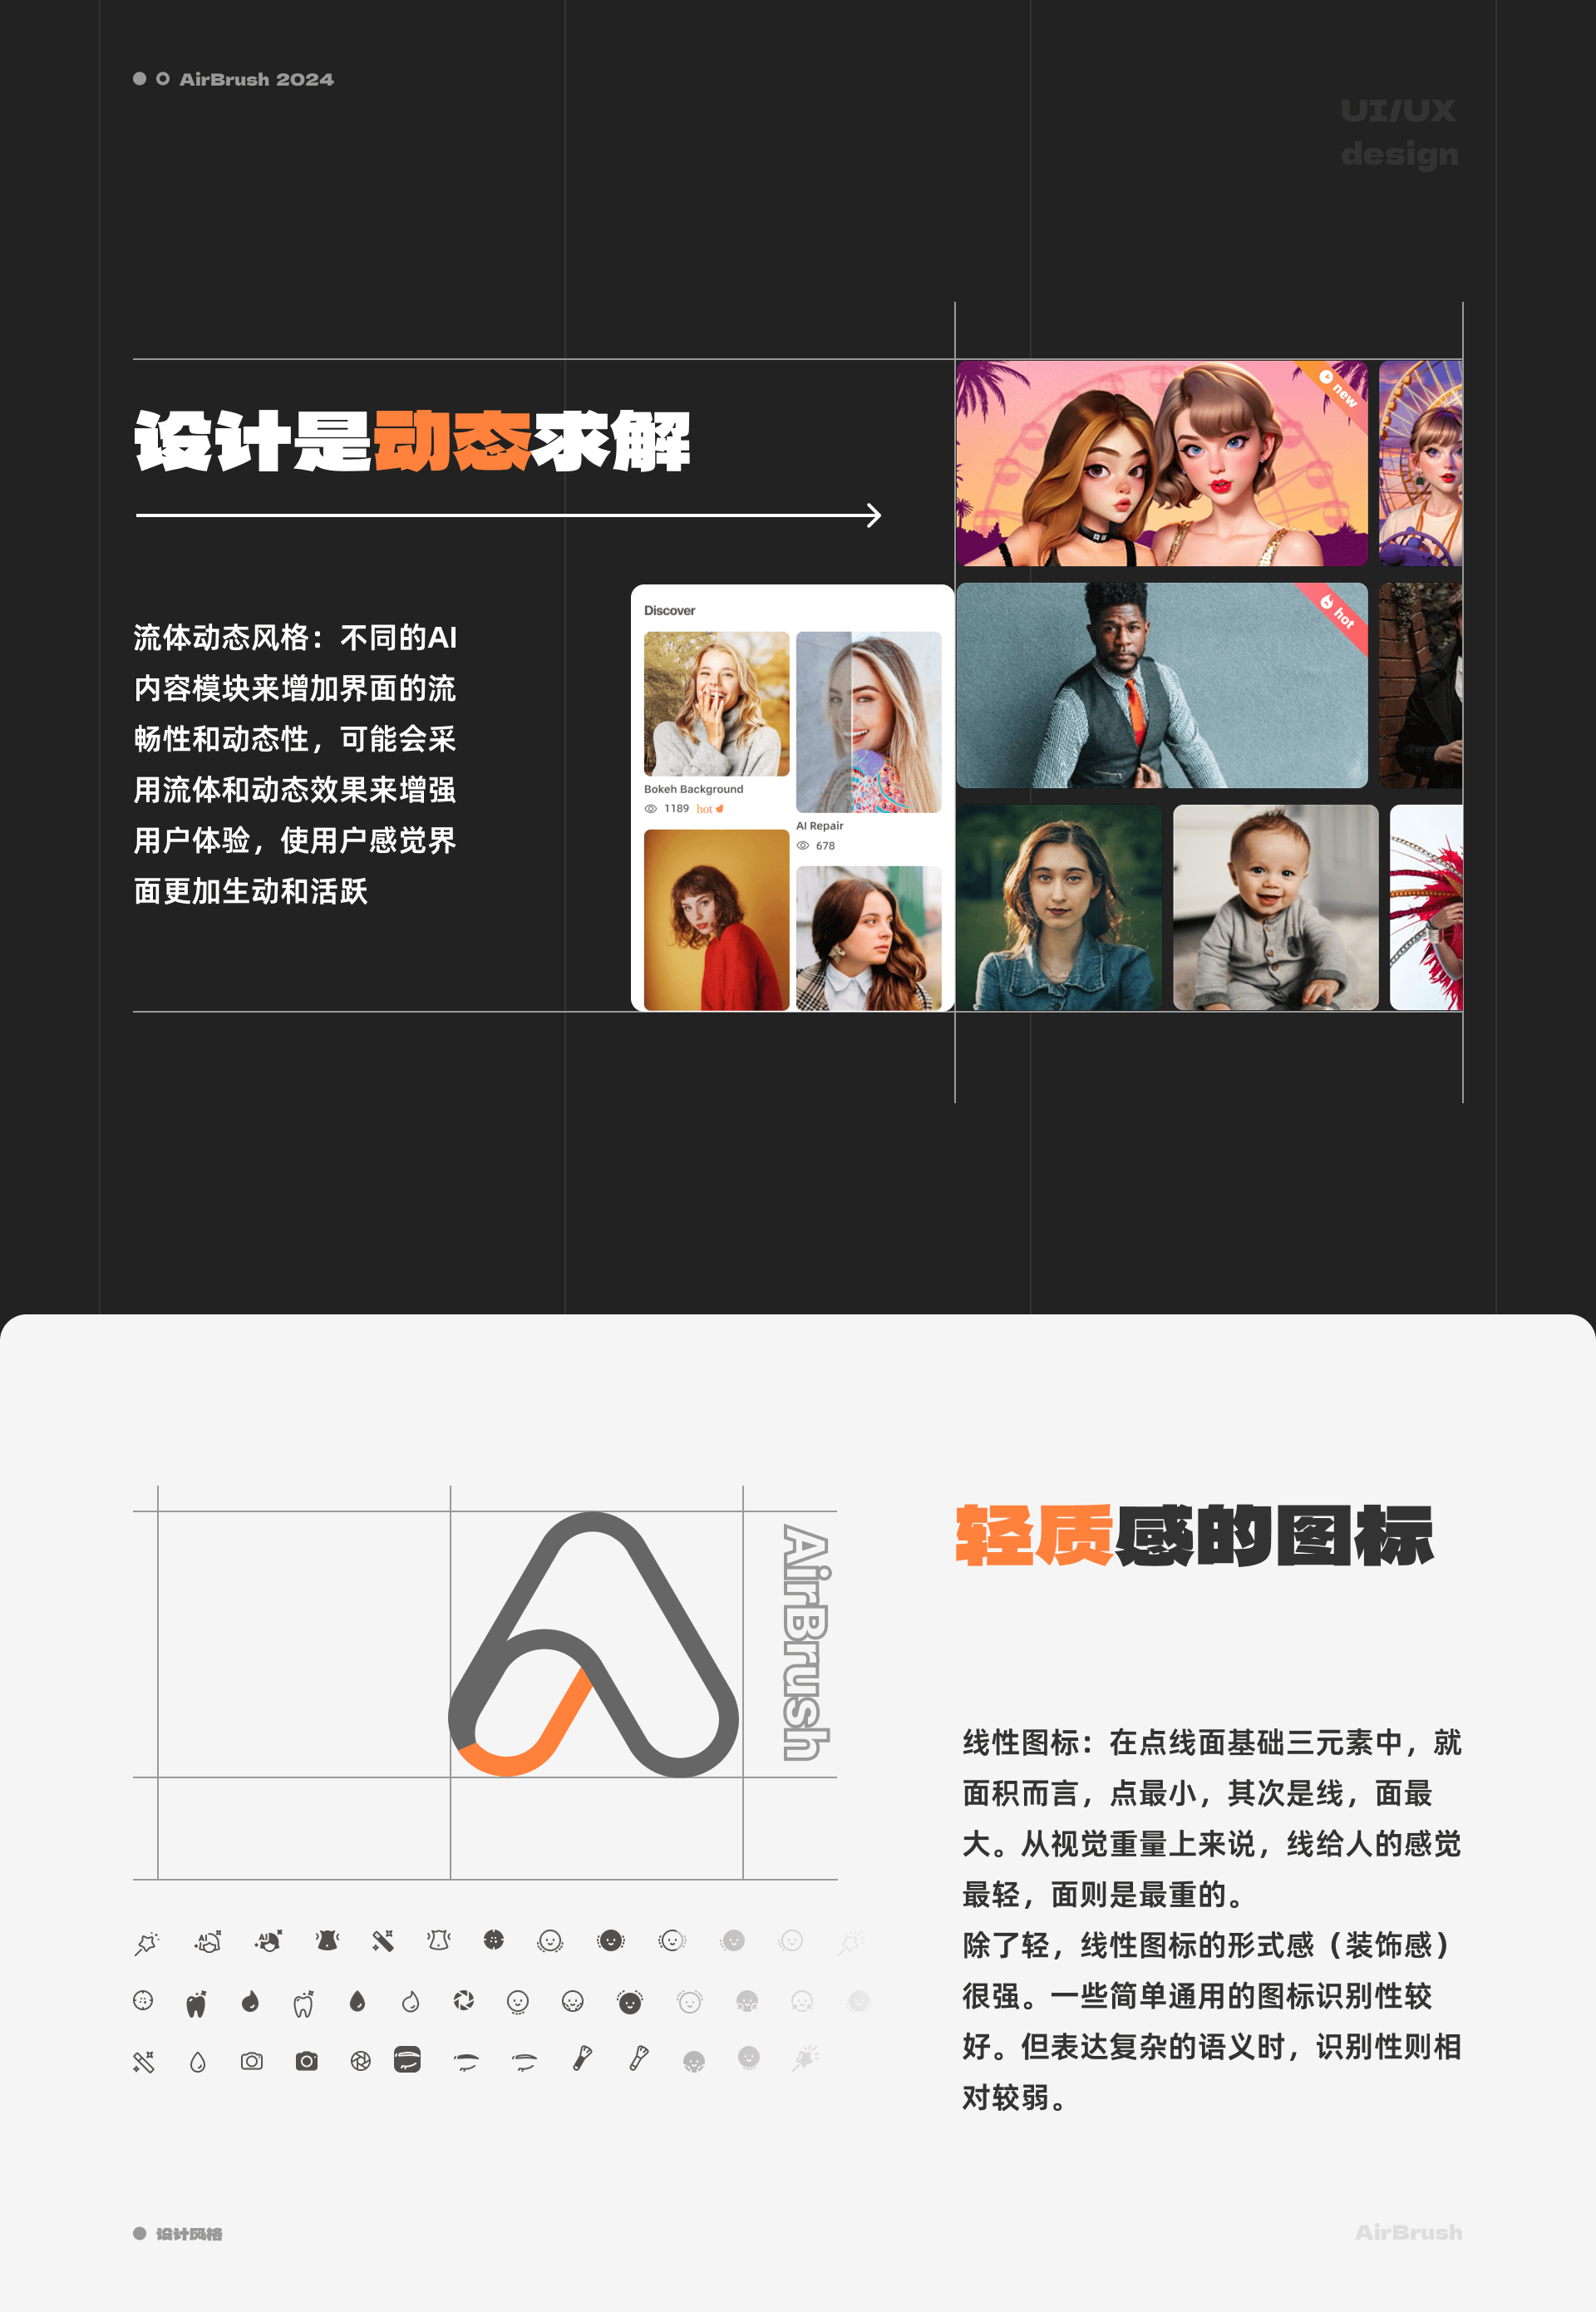 AirBrush 2024
UI/UX
design
设计是动态求解
new
流体动态风格：不同的AI
内容模块来增加界面的流
畅性和动态性，可能会采
用流体和动态效果来增强
用户体验，使用户感觉界
面更加生动和活跃
Discover
Bokeh Background
1189 hot
AI Repair
678
hot
轻质感的图标
AirBrush
线性图标：在点线面基础三元素中，就
面积而言，点最小，其次是线，面最
大。从视觉重量上来说，线给人的感觉
最轻，面则是最重的。
除了轻，线性图标的形式感（装饰感）
很强。一些简单通用的图标识别性较
好。但表达复杂的语义时，识别性则相
对较弱。
AI
AI
设计风格
AirBrush